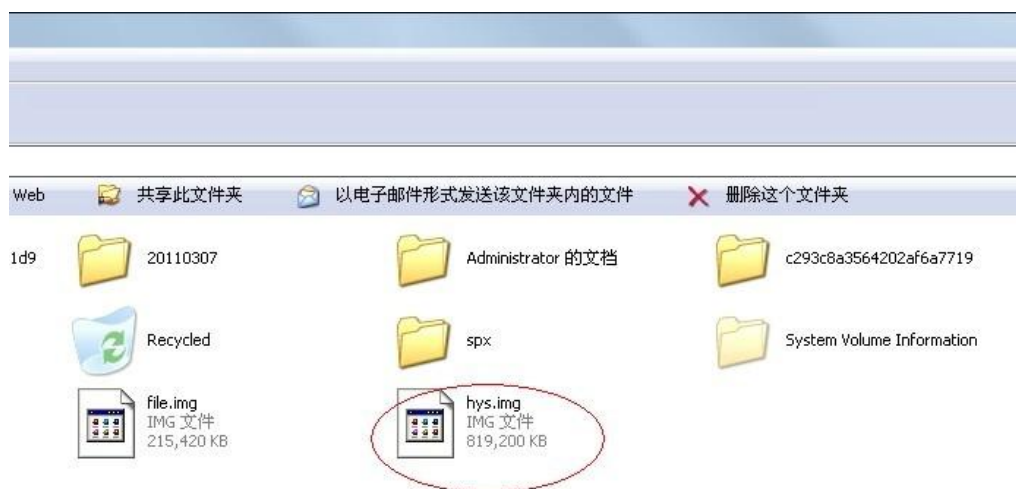 Web 共享此文件夹 以电子邮件形式发送该文件夹内的文件 删除这个文件夹
1d9 20110307 Administrator 的文档 c293c8a3564202af6a7719
Recycled spx System Volume Information
file.img hys.img
IMG 文件 IMG 文件
215,420 KB 819,200 KB